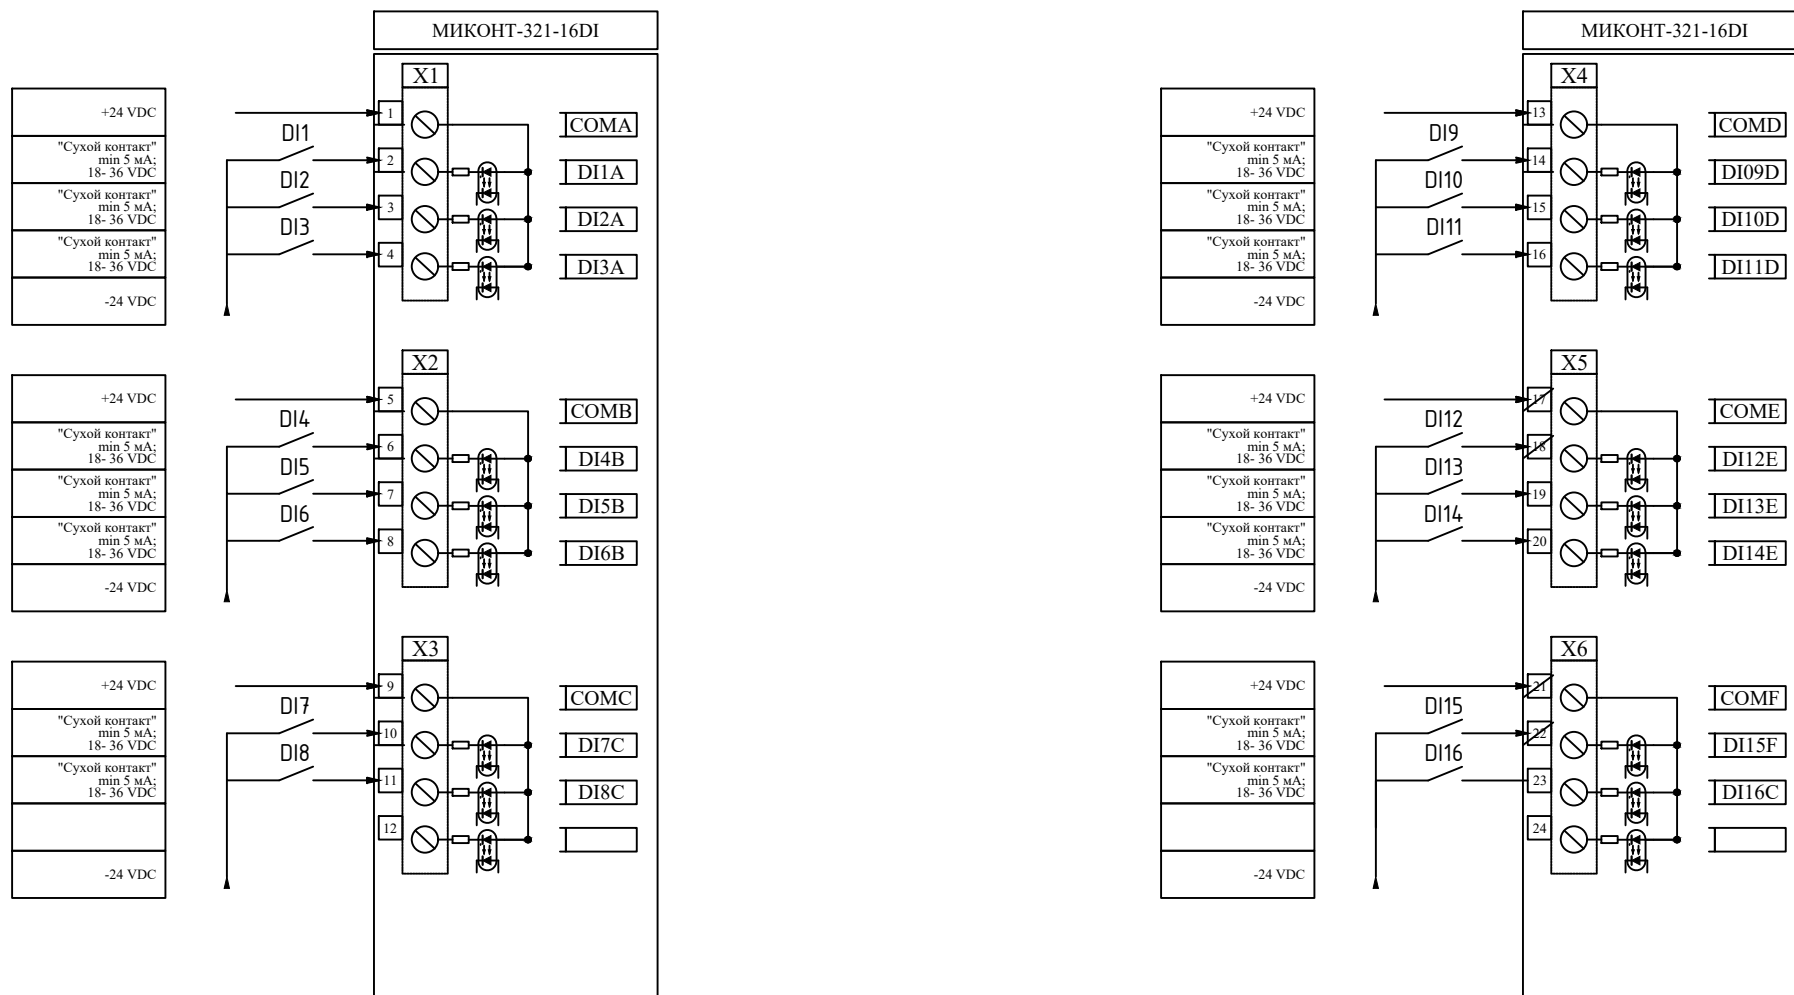 МИКОНТ-321-16DI
X1
+24 VDC
1
COMA
DI1
"Сухой контакт"
min 5 мА;
18- 36 VDC
2
DI1A
DI2
"Сухой контакт"
min 5 мА;
18- 36 VDC
3
DI2A
DI3
"Сухой контакт"
min 5 мА;
18- 36 VDC
4
DI3A
-24 VDC
X2
+24 VDC
5
COMB
DI4
"Сухой контакт"
min 5 мА;
18- 36 VDC
6
DI4B
DI5
"Сухой контакт"
min 5 мА;
18- 36 VDC
7
DI5B
DI6
"Сухой контакт"
min 5 мА;
18- 36 VDC
8
DI6B
-24 VDC
X3
+24 VDC
9
COMC
DI7
"Сухой контакт"
min 5 мА;
18- 36 VDC
10
DI7C
DI8
"Сухой контакт"
min 5 мА;
18- 36 VDC
11
DI8C
12
-24 VDC
МИКОНТ-321-16DI
X4
+24 VDC
13
COMD
DI9
"Сухой контакт"
min 5 мА;
18- 36 VDC
14
DI09D
DI10
"Сухой контакт"
min 5 мА;
18- 36 VDC
15
DI10D
DI11
"Сухой контакт"
min 5 мА;
18- 36 VDC
16
DI11D
-24 VDC
X5
+24 VDC
17
COME
DI12
"Сухой контакт"
min 5 мА;
18- 36 VDC
18
DI12E
DI13
"Сухой контакт"
min 5 мА;
18- 36 VDC
19
DI13E
DI14
"Сухой контакт"
min 5 мА;
18- 36 VDC
20
DI14E
-24 VDC
X6
+24 VDC
21
COMF
DI15
"Сухой контакт"
min 5 мА;
18- 36 VDC
22
DI15F
DI16
"Сухой контакт"
min 5 мА;
18- 36 VDC
23
DI16C
24
-24 VDC